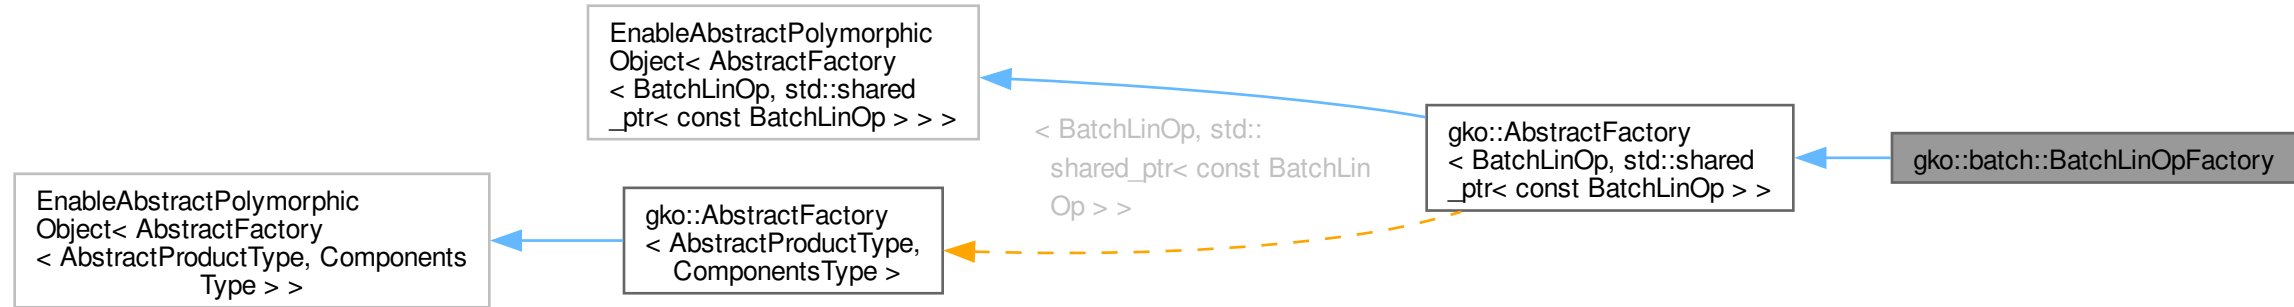 EnableAbstractPolymorphic
Object< AbstractFactory
< BatchLinOp, std::shared
_ptr< const BatchLinOp > > >
< BatchLinOp, std::
shared_ptr< const BatchLin
Op > >
gko::AbstractFactory
< BatchLinOp, std::shared
_ptr< const BatchLinOp > >
gko::batch::BatchLinOpFactory
EnableAbstractPolymorphic
Object< AbstractFactory
< AbstractProductType, Components
Type > >
gko::AbstractFactory
< AbstractProductType,
ComponentsType >